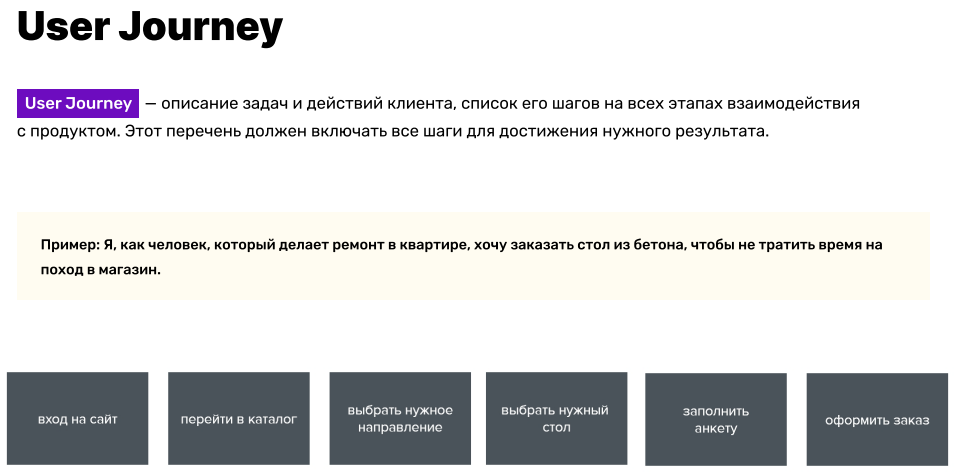 User Journey
User Journey — описание задач и действий клиента, список его шагов на всех этапах взаимодействия
с продуктом. Этот перечень должен включать все шаги для достижения нужного результата.
Пример: Я, как человек, который делает ремонт в квартире, хочу заказать стол из бетона, чтобы не тратить время на
поход в магазин.
вход на сайт
перейти в каталог
выбрать нужное
направление
выбрать нужный
стол
заполнить
анкету
оформить заказ